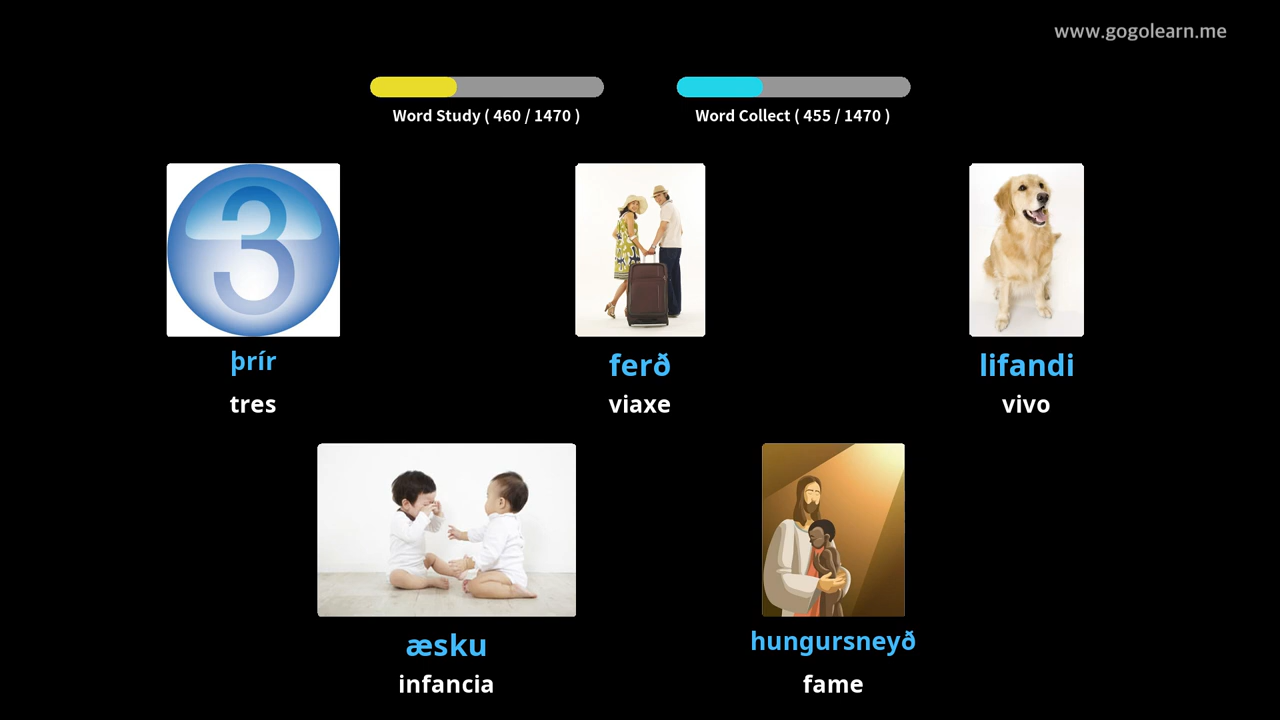 www.gogolearn.me
Word Study ( 460 / 1470 )
Word Collect ( 455 / 1470 )
3
þrír
ferð
lifandi
tres
viaxe
vivo
æsku
hungursneyð
infancia
fame